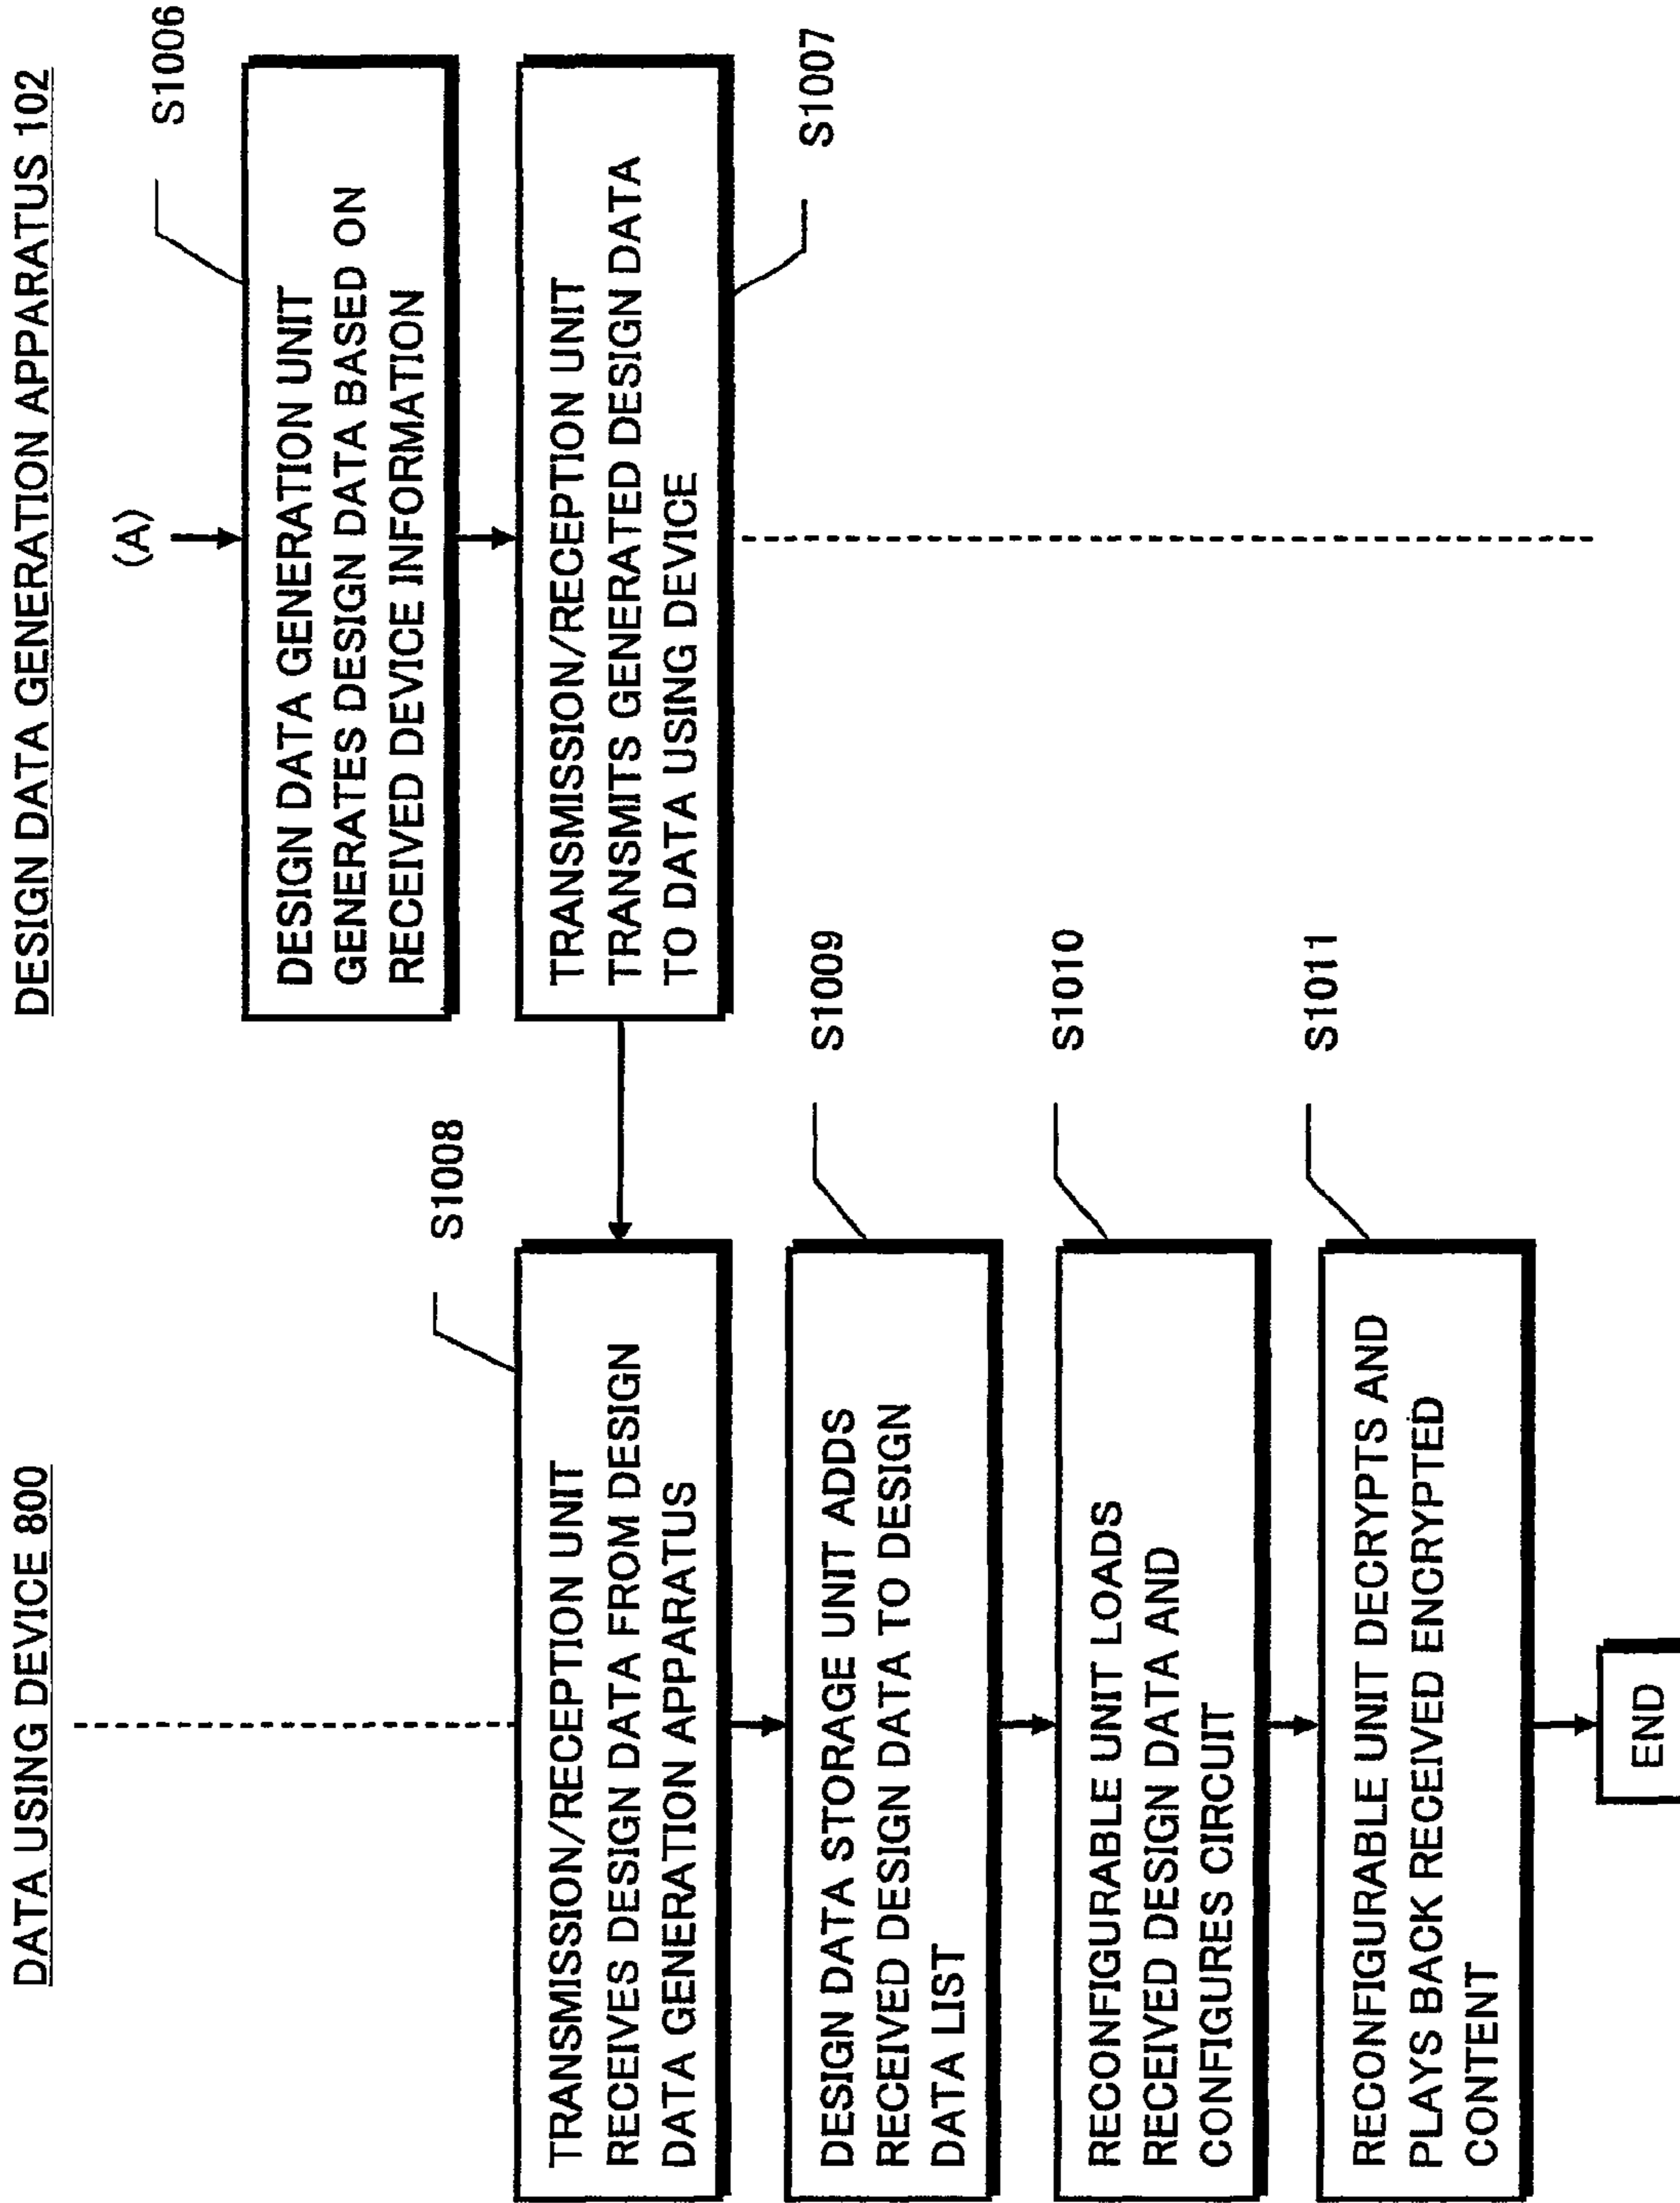 DATA USING DEVICE 800
DESIGN DATA GENERATION APPARATUS 102
(A)
S1006
DESIGN DATA GENERATION UNIT
GENERATES DESIGN DATA BASED ON
RECEIVED DEVICE INFORMATION
S1007
TRANSMISSION/RECEPTION UNIT
TRANSMITS GENERATED DESIGN DATA
TO DATA USING DEVICE
S1008
TRANSMISSION/RECEPTION UNIT
RECEIVES DESIGN DATA FROM DESIGN
DATA GENERATION APPARATUS
S1009
DESIGN DATA STORAGE UNIT ADDS
RECEIVED DESIGN DATA TO DESIGN
DATA LIST
S1010
RECONFIGURABLE UNIT LOADS
RECEIVED DESIGN DATA AND
CONFIGURES CIRCUIT
S1011
RECONFIGURABLE UNIT DECRYPTS AND
PLAYS BACK RECEIVED ENCRYPTED
CONTENT
END